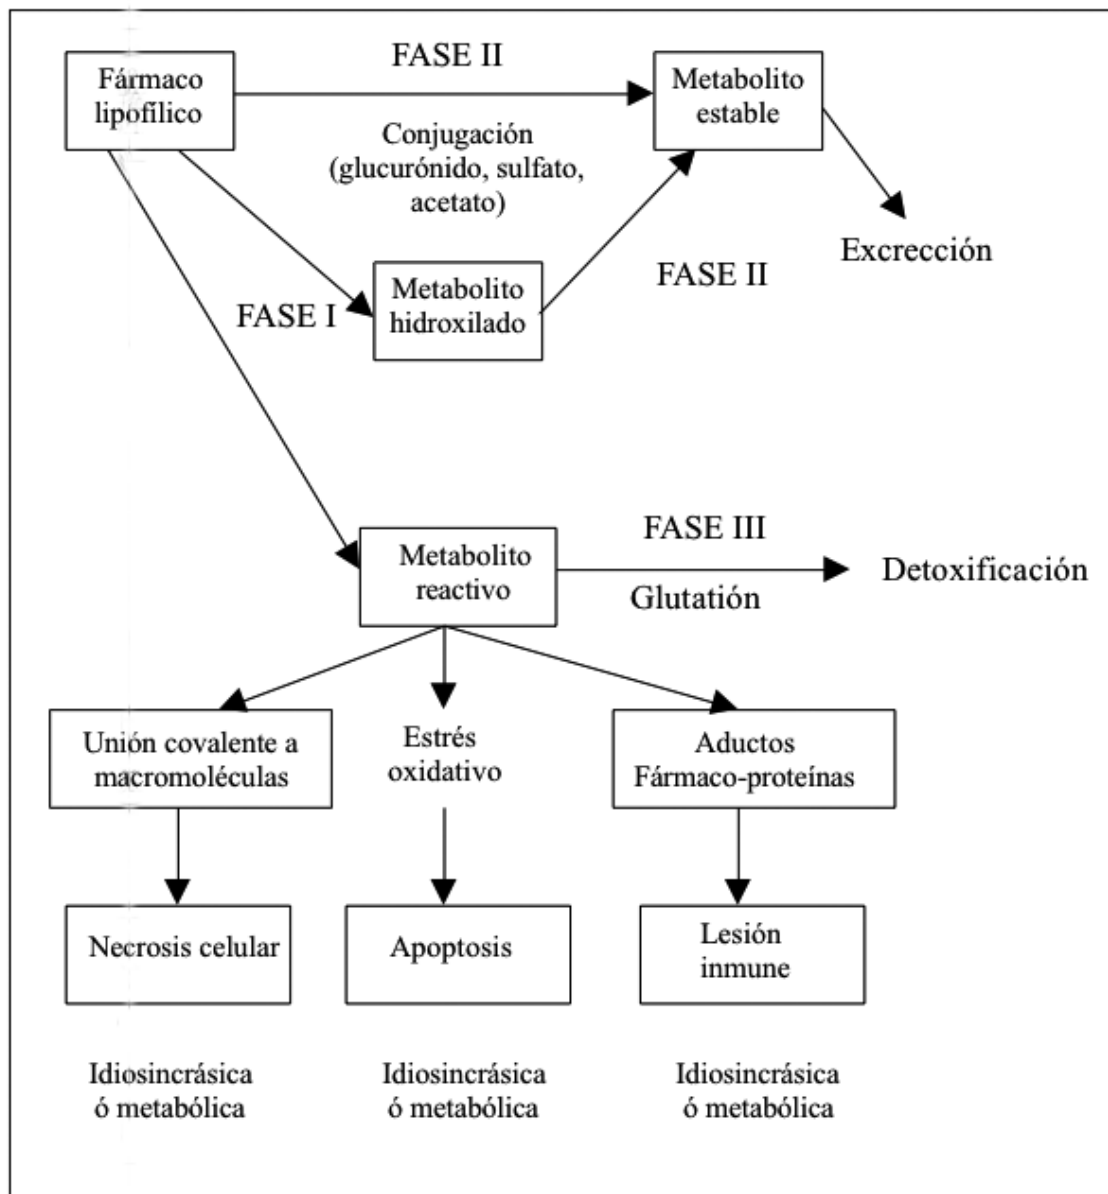 FASE II
Fármaco
lipofílico
Metabolito
estable
Conjugación
(glucurónido, sulfato,
acetato)
Excrección
FASE II
Metabolito
hidroxilado
FASE I
FASE III
Metabolito
reactivo
Glutatión
Detoxificación
Unión covalente a
macromoléculas
Estrés
oxidativo
Aductos
Fármaco-proteínas
Necrosis celular
Apoptosis
Lesión
inmune
Idiosincrásica
ó metabólica
Idiosincrásica
ó metabólica
Idiosincrásica
ó metabólica